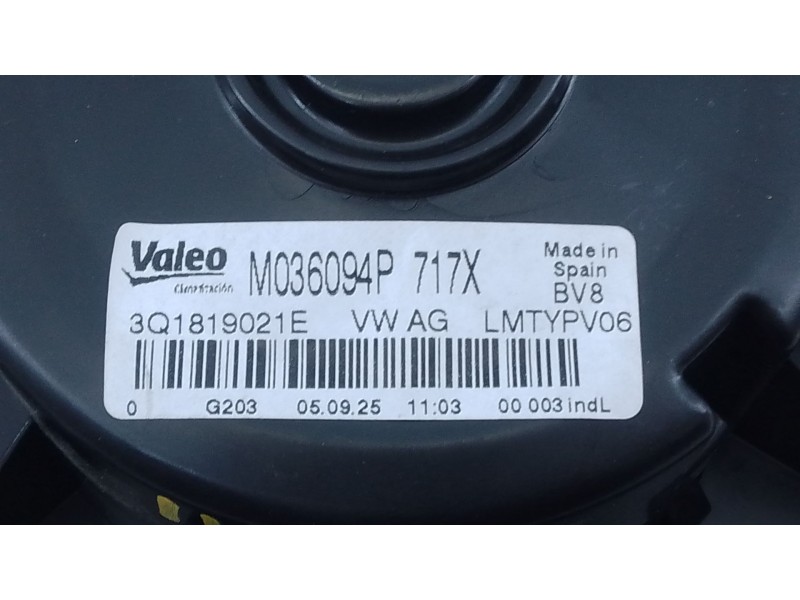 Valeo M036094P 717X Made in
Climatización Spain
BV8
3Q1819021E VW AG LMTYPV06
0 G203 05.09.25 11:03 00 003 indL